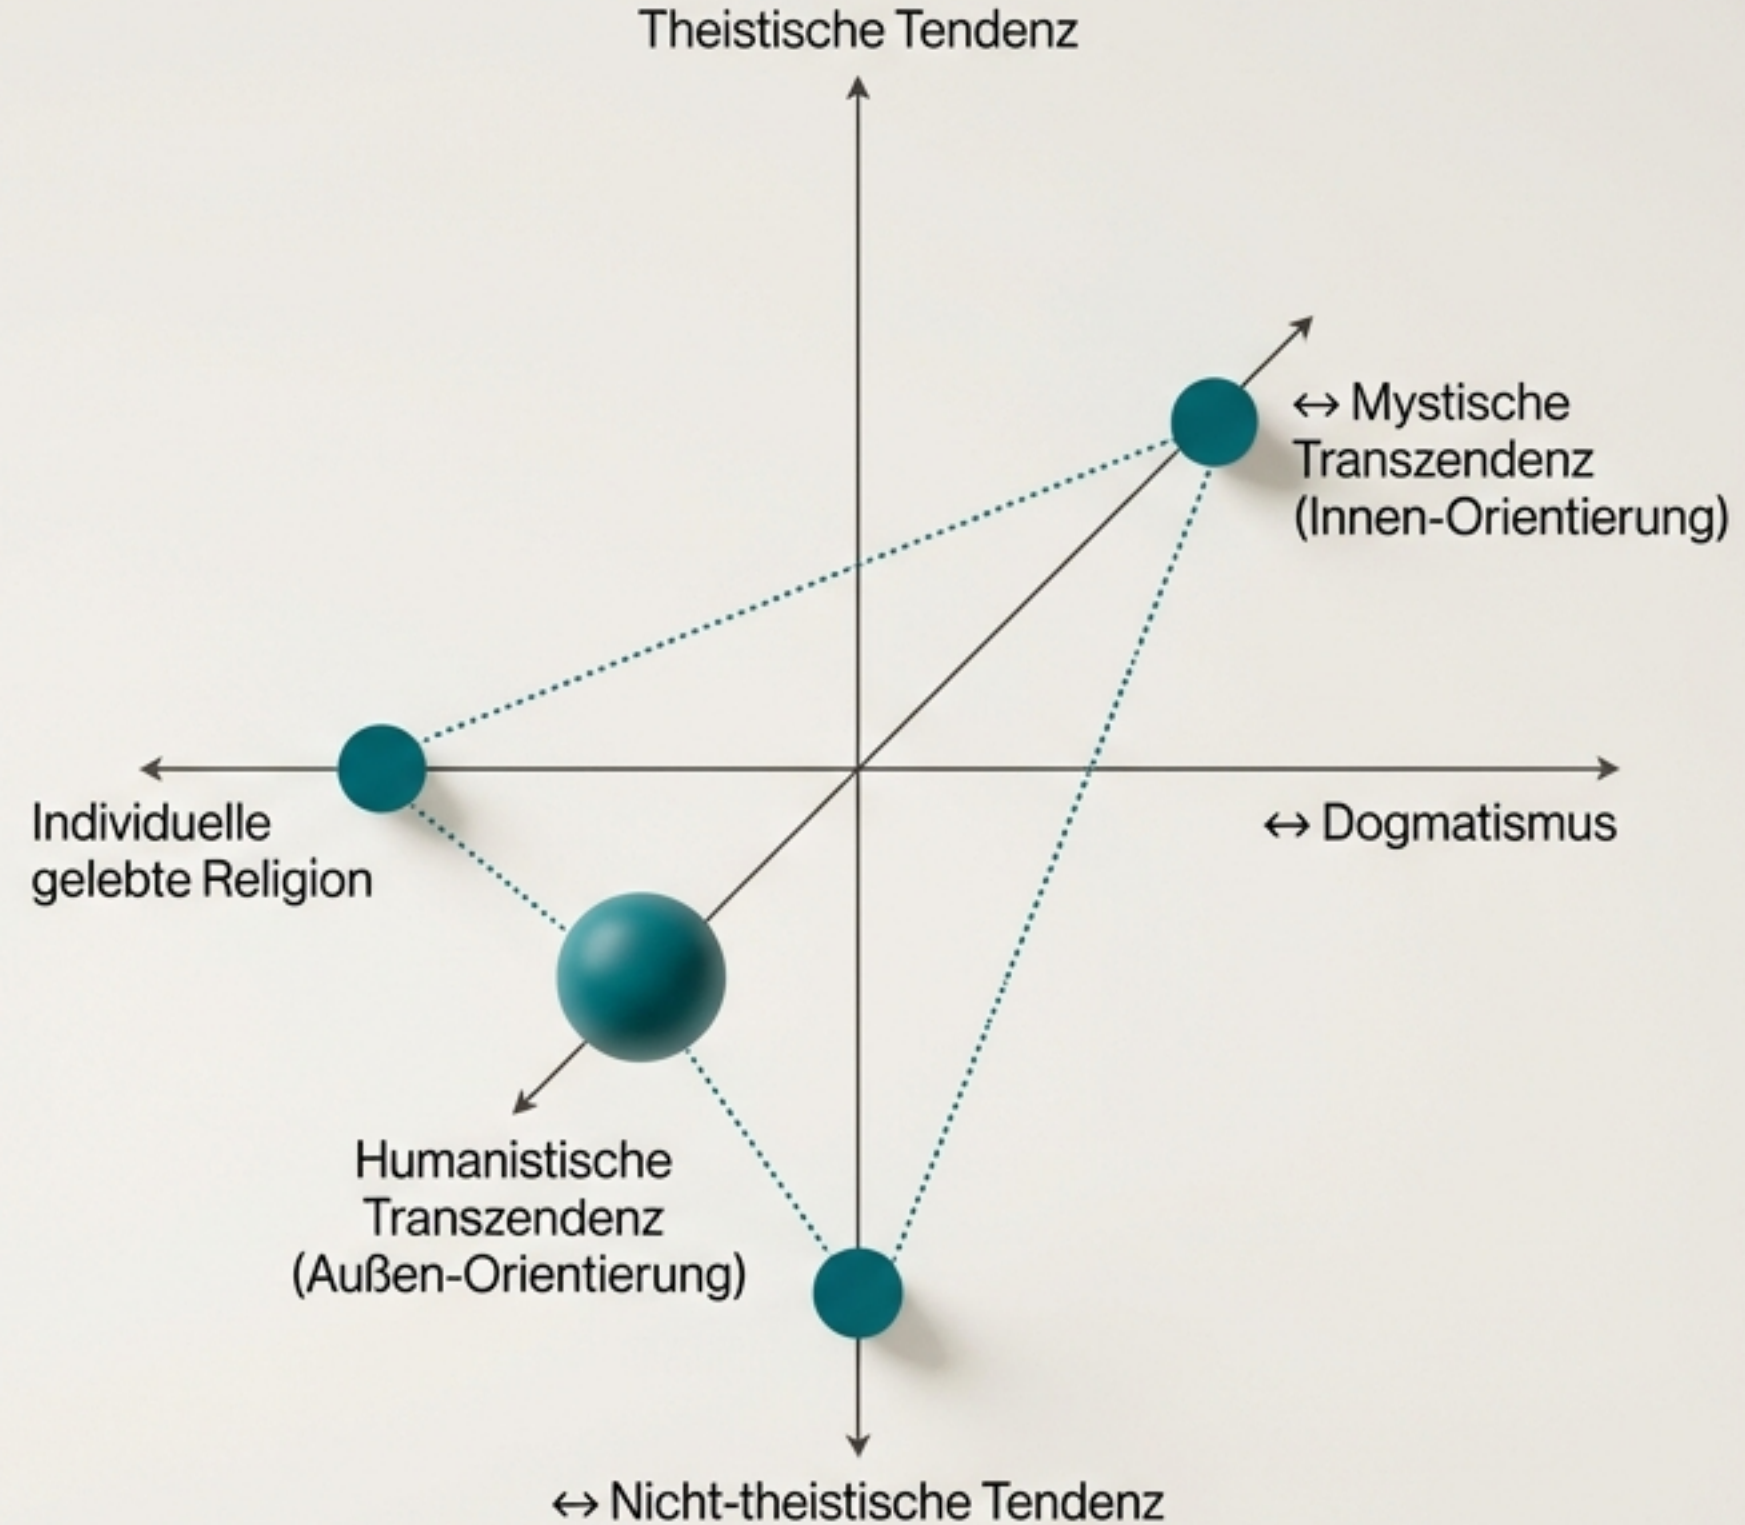 Theistische Tendenz
↔ Mystische
Transzendenz
(Innen-Orientierung)
Individuelle
gelebte Religion
↔ Dogmatismus
Humanistische
Transzendenz
(Außen-Orientierung)
↔ Nicht-theistische Tendenz